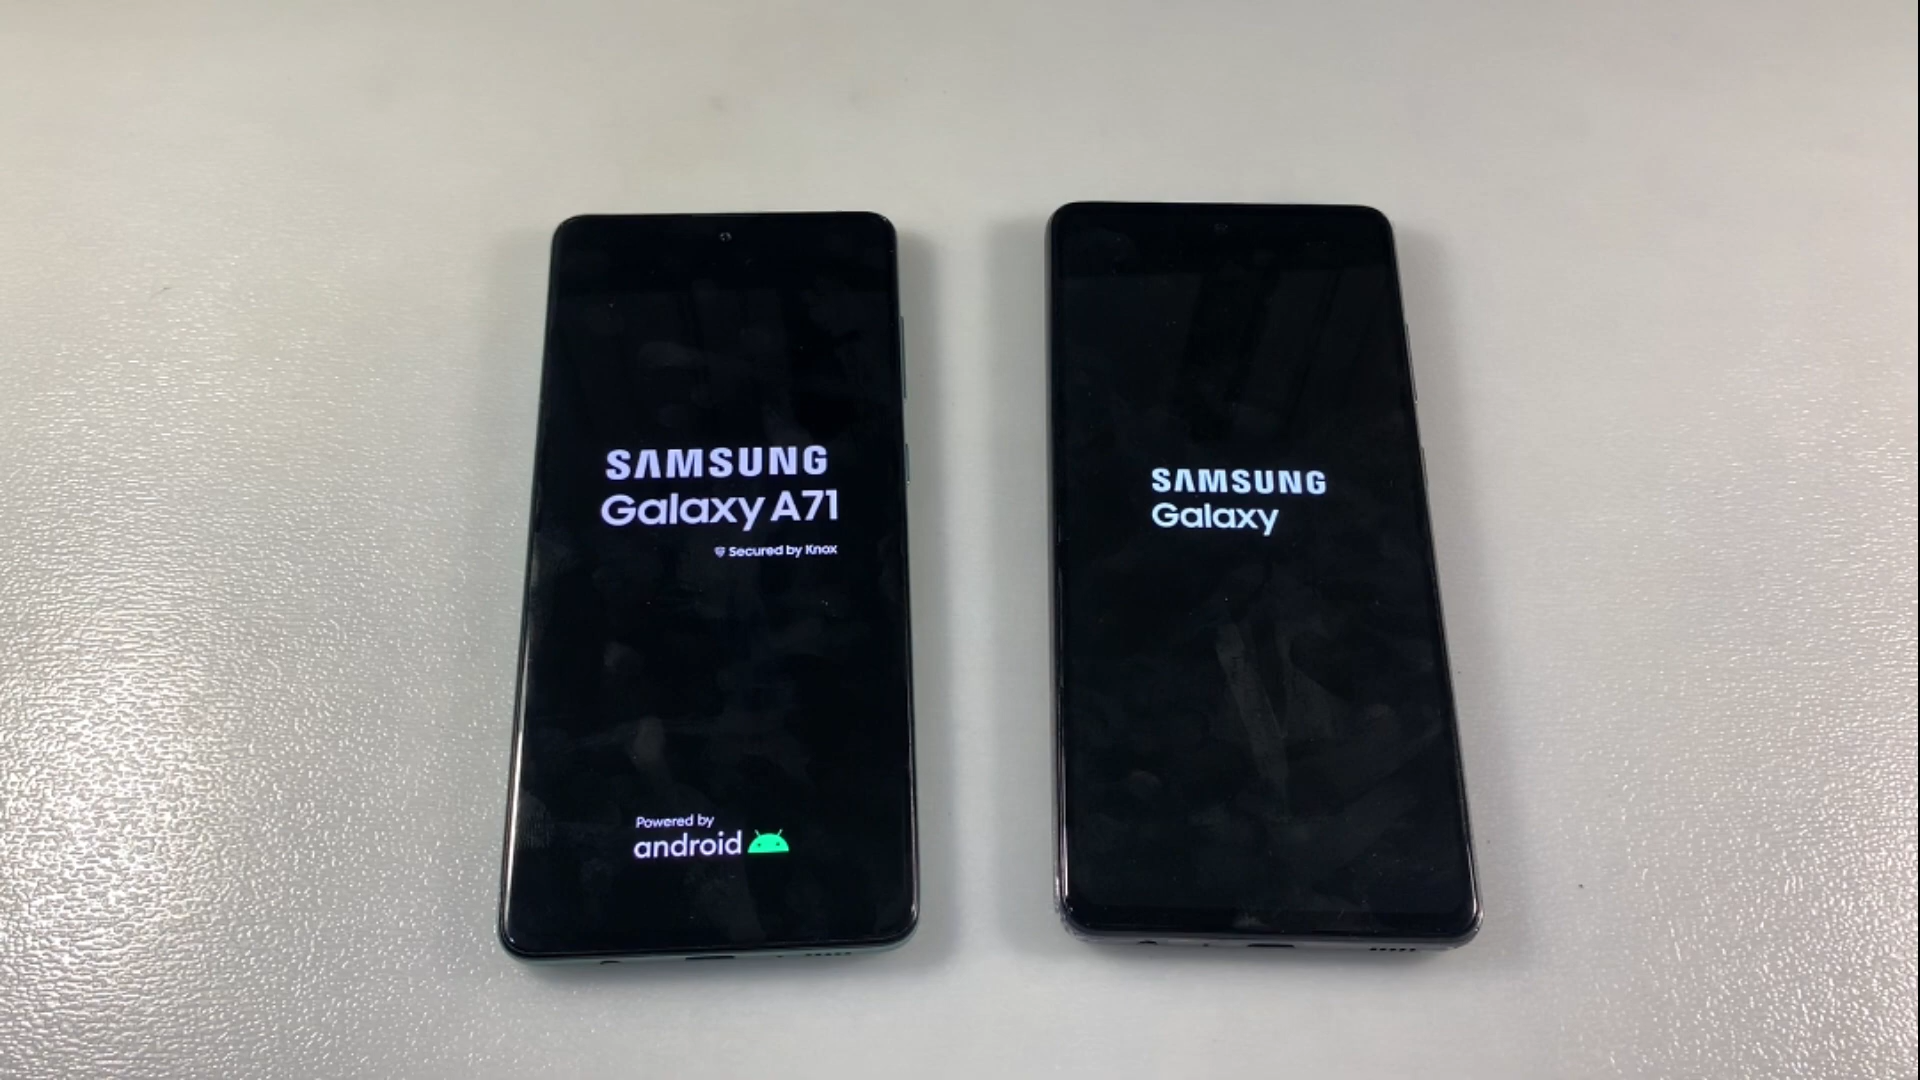 SAMSUNG
Galaxy A71
Secured by Knox
Powered by
android
SAMSUNG
Galaxy